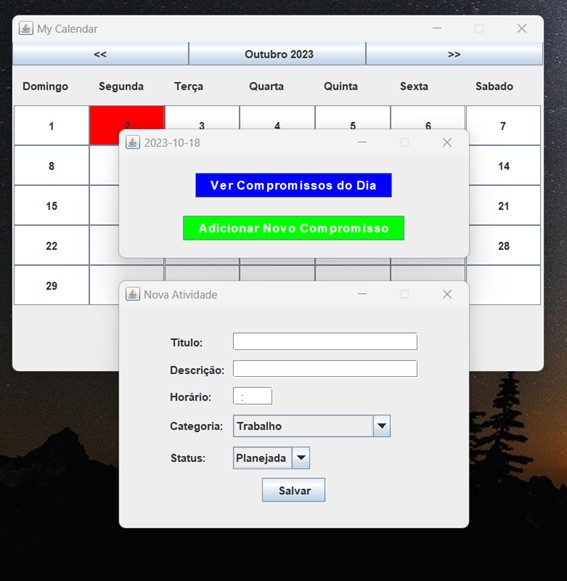 My Calendar
<< Outubro 2023 >>
Domingo Segunda Terça Quarta Quinta Sexta Sabado
1 2 3 4 5 6 7
2023-10-18
8 14
Ver Compromissos do Dia
15 21
Adicionar Novo Compromisso
22 28
29
Nova Atividade
Título:
Descrição:
Horário: :
Categoria: Trabalho
Status: Planejada
Salvar